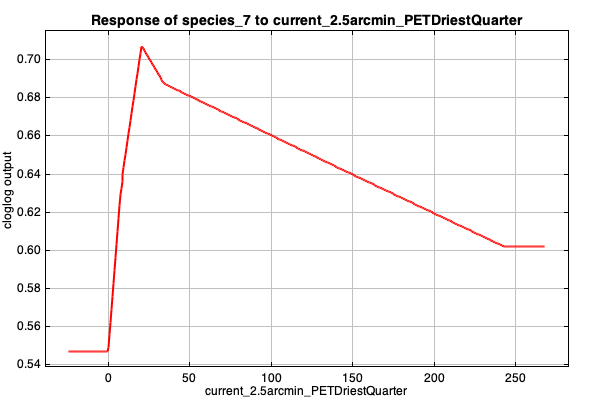 Response of species_7 to current_2.5arcmin_PETDriestQuarter
0.70
0.68
0.66
0.64
0.62
0.60
0.58
0.56
0.54
cloglog output
0 50 100 150 200 250
current_2.5arcmin_PETDriestQuarter